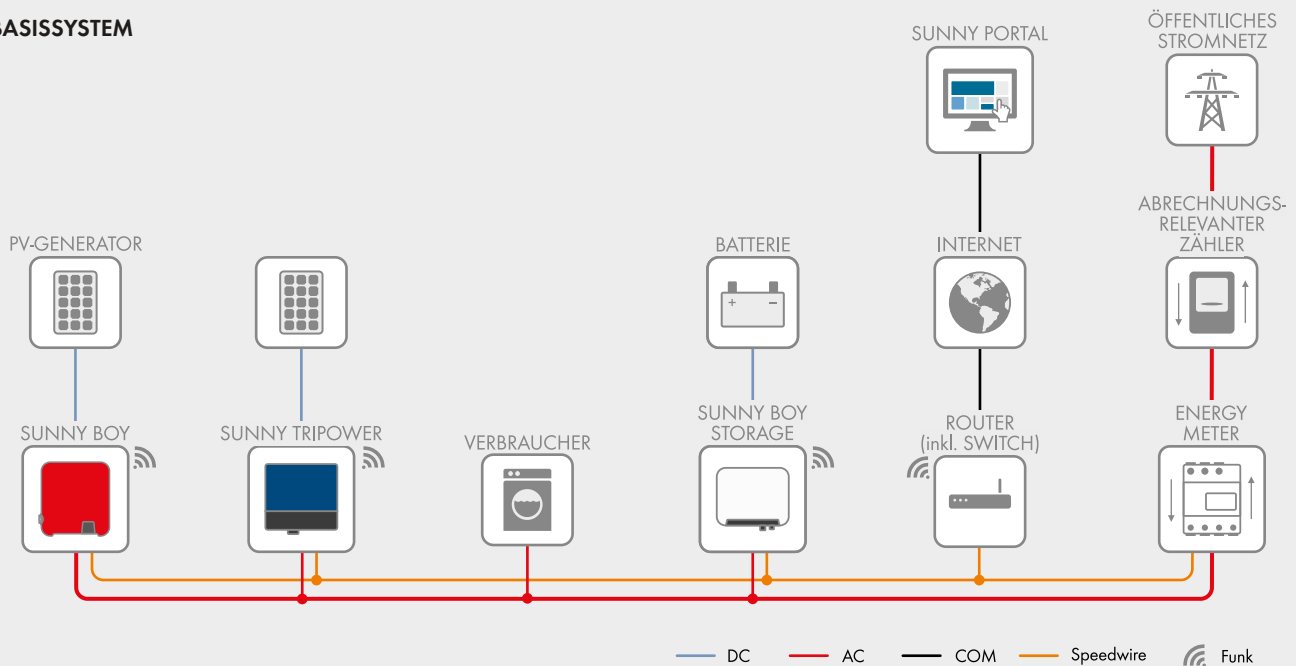 BASISSYSTEM
SUNNY PORTAL
ÖFFENTLICHES
STROMNETZ
PV-GENERATOR
BATTERIE
INTERNET
ABRECHNUNGS-
RELEVANTER
ZÄHLER
SUNNY BOY
SUNNY TRIPOWER
VERBRAUCHER
SUNNY BOY
STORAGE
ROUTER
(inkl. SWITCH)
ENERGY
METER
DC
AC
COM
Speedwire
Funk